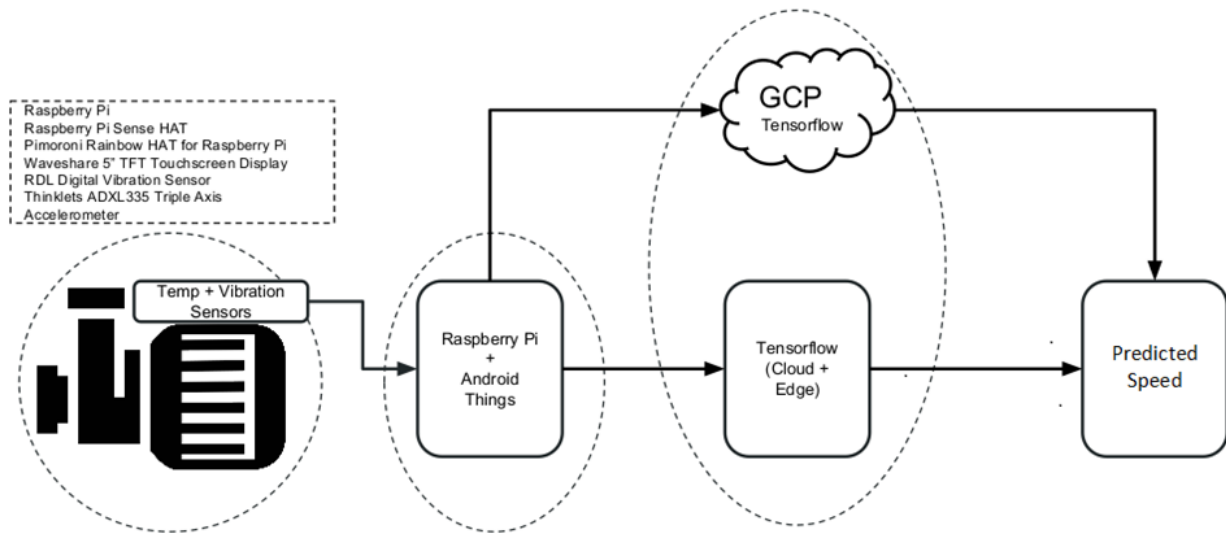 Raspberry Pi
Raspberry Pi Sense HAT
Pimoroni Rainbow HAT for Raspberry Pi
Waveshare 5" TFT Touchscreen Display
RDL Digital Vibration Sensor
Thinklets ADXL335 Triple Axis
Accelerometer
GCP
Tensorflow
Temp + Vibration
Sensors
Raspberry Pi
+
Android
Things
Tensorflow
(Cloud +
Edge)
Predicted
Speed